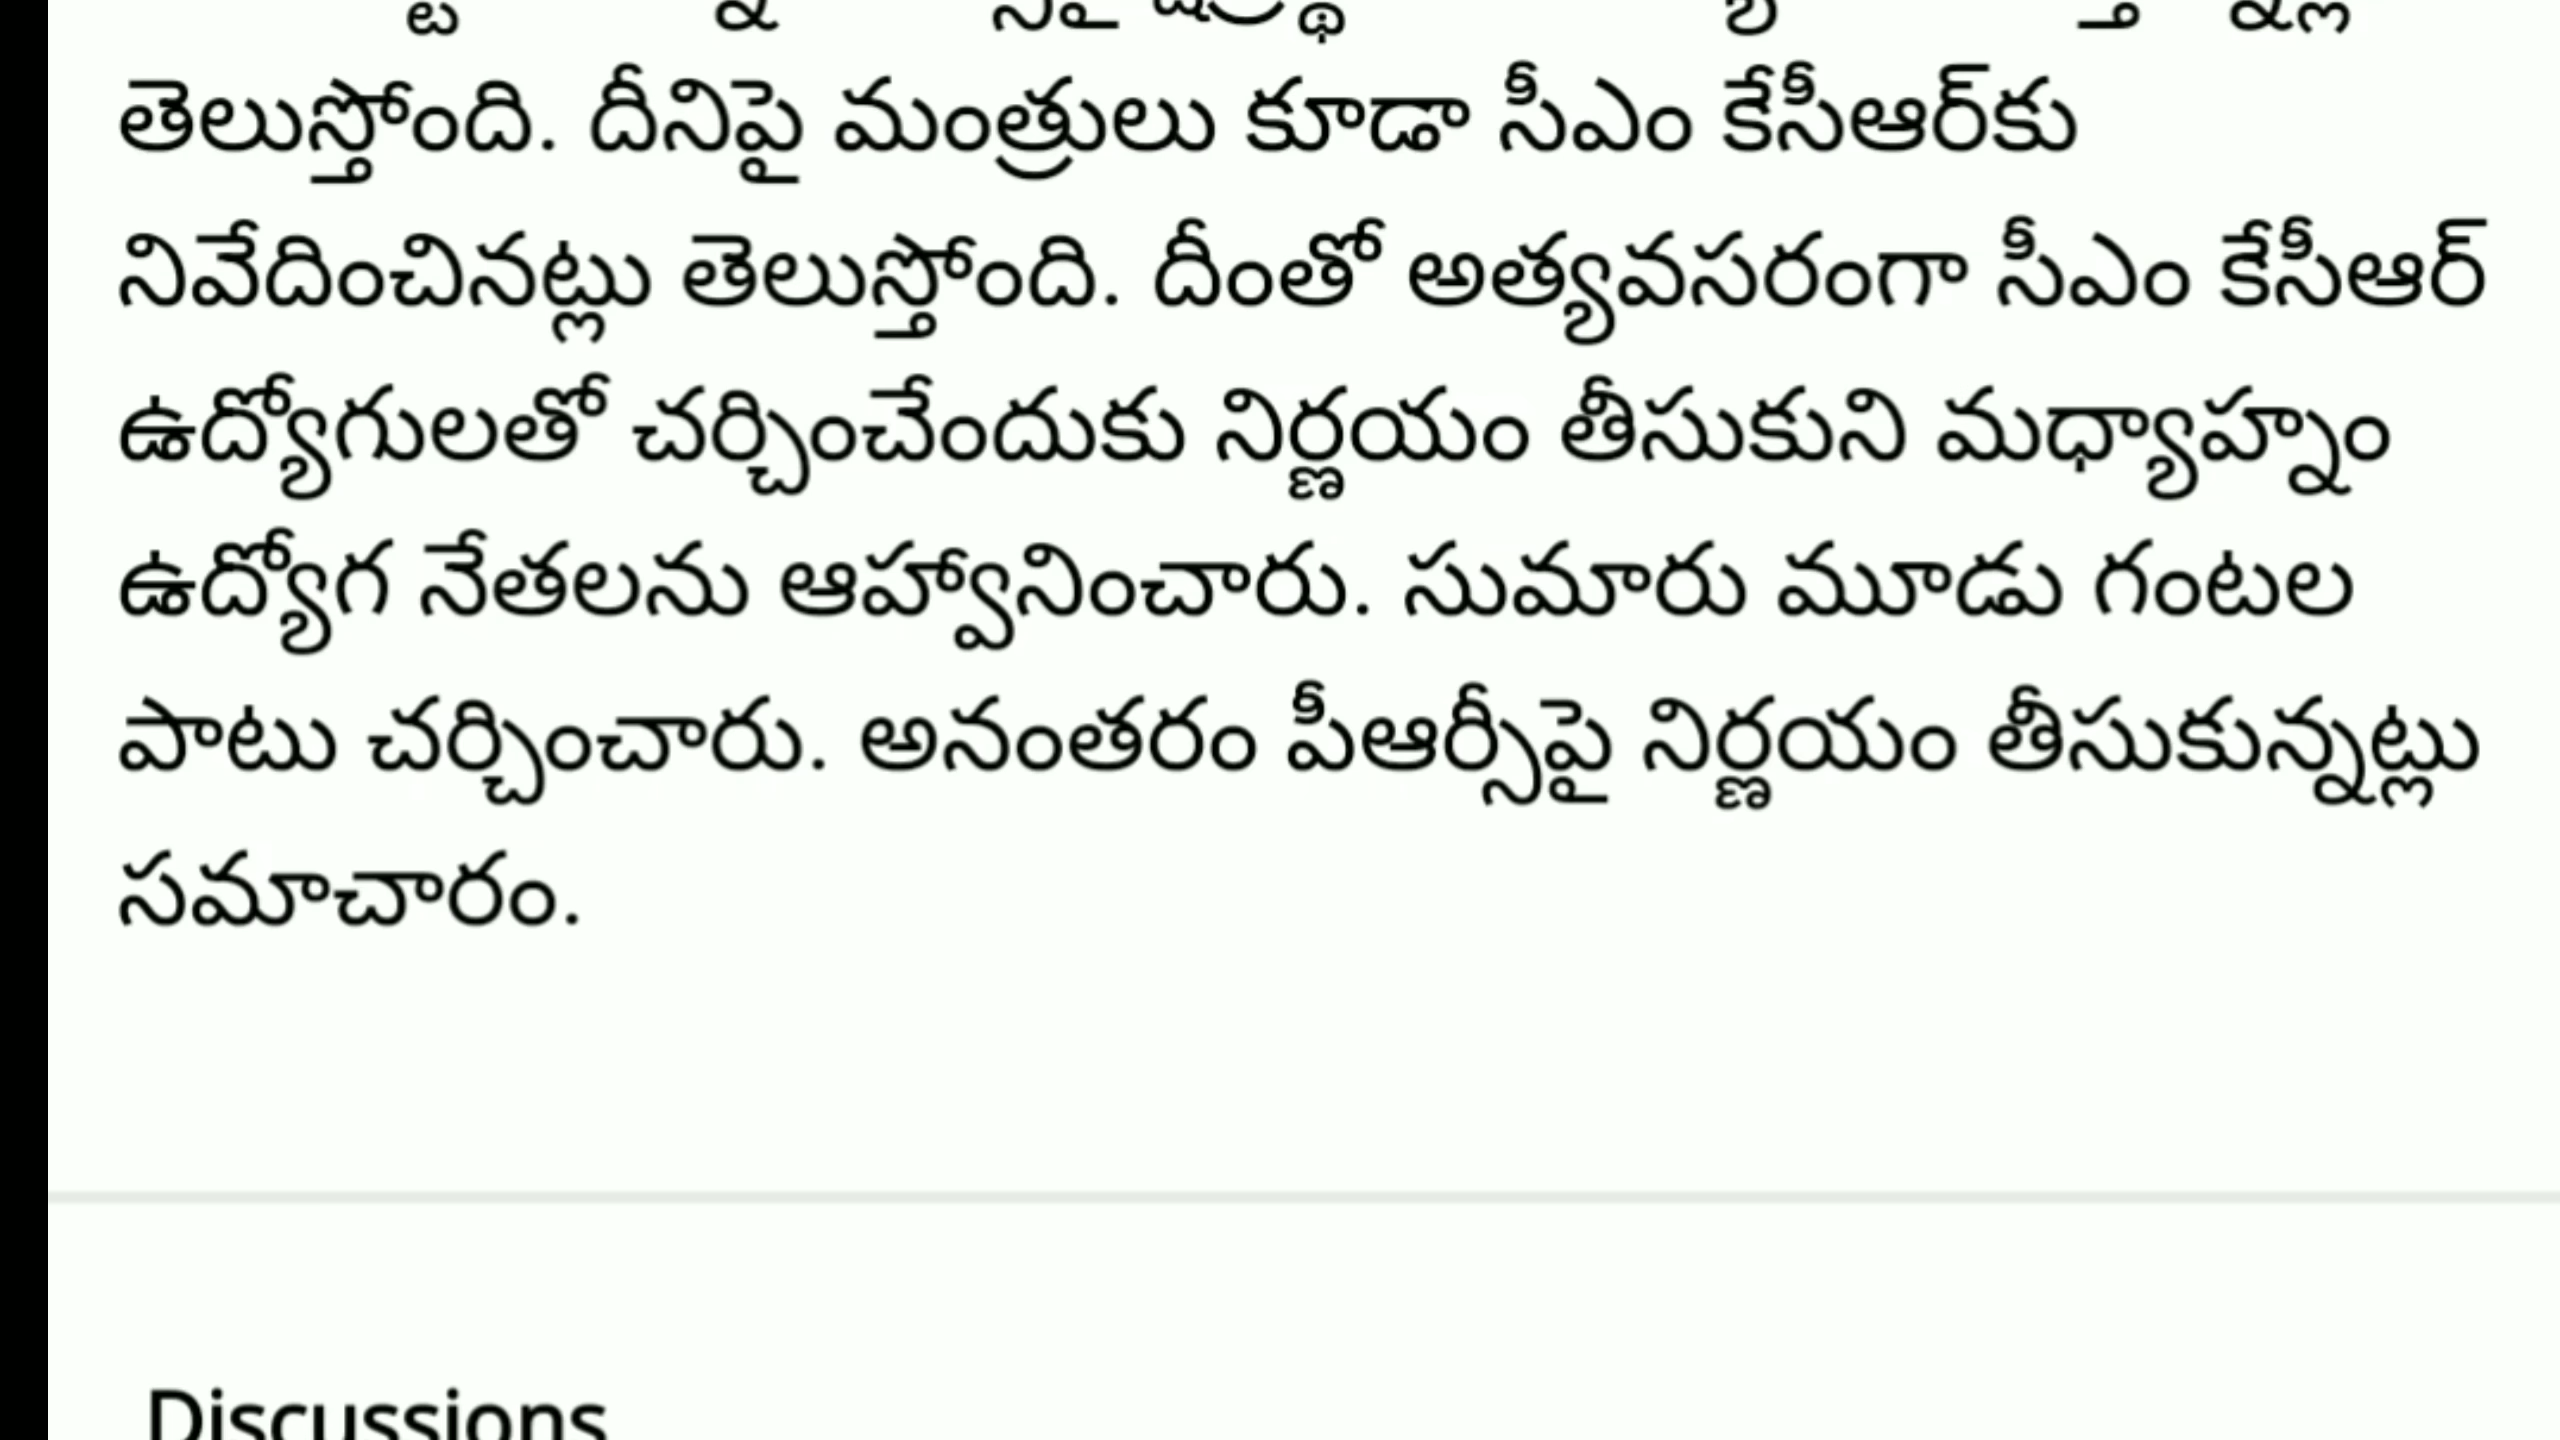 తెలుస్తోంది. దీనిపై మంత్రులు కూడా సీఎం కేసీఆర్‌కు
నివేదించినట్లు తెలుస్తోంది. దీంతో అత్యవసరంగా సీఎం కేసీఆర్
ఉద్యోగులతో చర్చించేందుకు నిర్ణయం తీసుకుని మధ్యాహ్నం
ఉద్యోగ నేతలను ఆహ్వానించారు. సుమారు మూడు గంటల
పాటు చర్చించారు. అనంతరం పీఆర్సీపై నిర్ణయం తీసుకున్నట్లు
సమాచారం.
Discussions